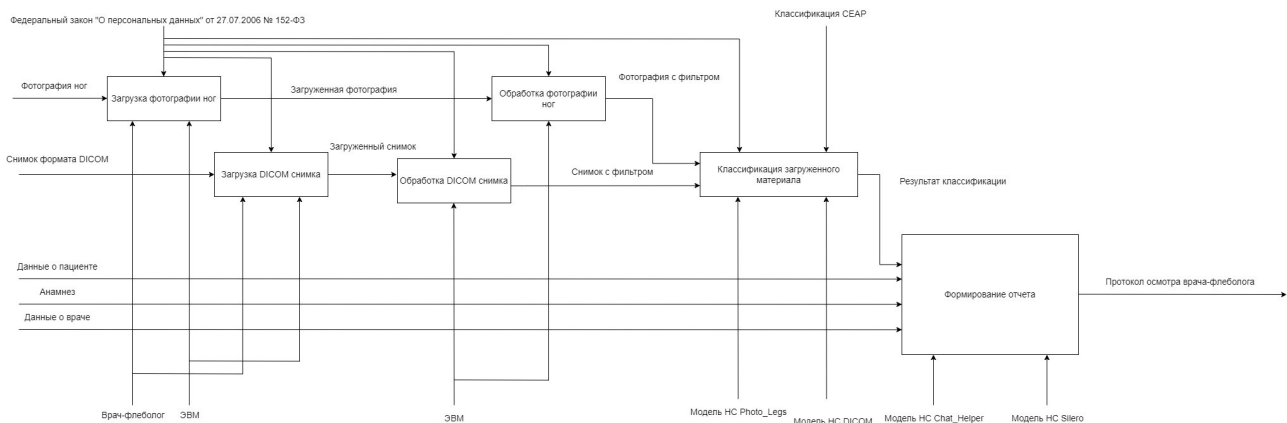 Классификация CEAP
Федеральный закон "О персональных данных" от 27.07.2006 № 152-ФЗ
Фотография ног
Загрузка фотографии ног
Загруженная фотография
Обработка фотографии
ног
Фотография с фильтром
Снимок формата DICOM
Загрузка DICOM снимка
Загруженный снимок
Обработка DICOM снимка
Снимок с фильтром
Классификация загруженного
материала
Результат классификации
Данные о пациенте
Анамнез
Данные о враче
Формирование отчета
Протокол осмотра врача-флеболога
Врач-флеболог
ЭВМ
ЭВМ
Модель НС Photo_Legs
Модель НС DICOM
Модель НС Chat_Helper
Модель НС Silero